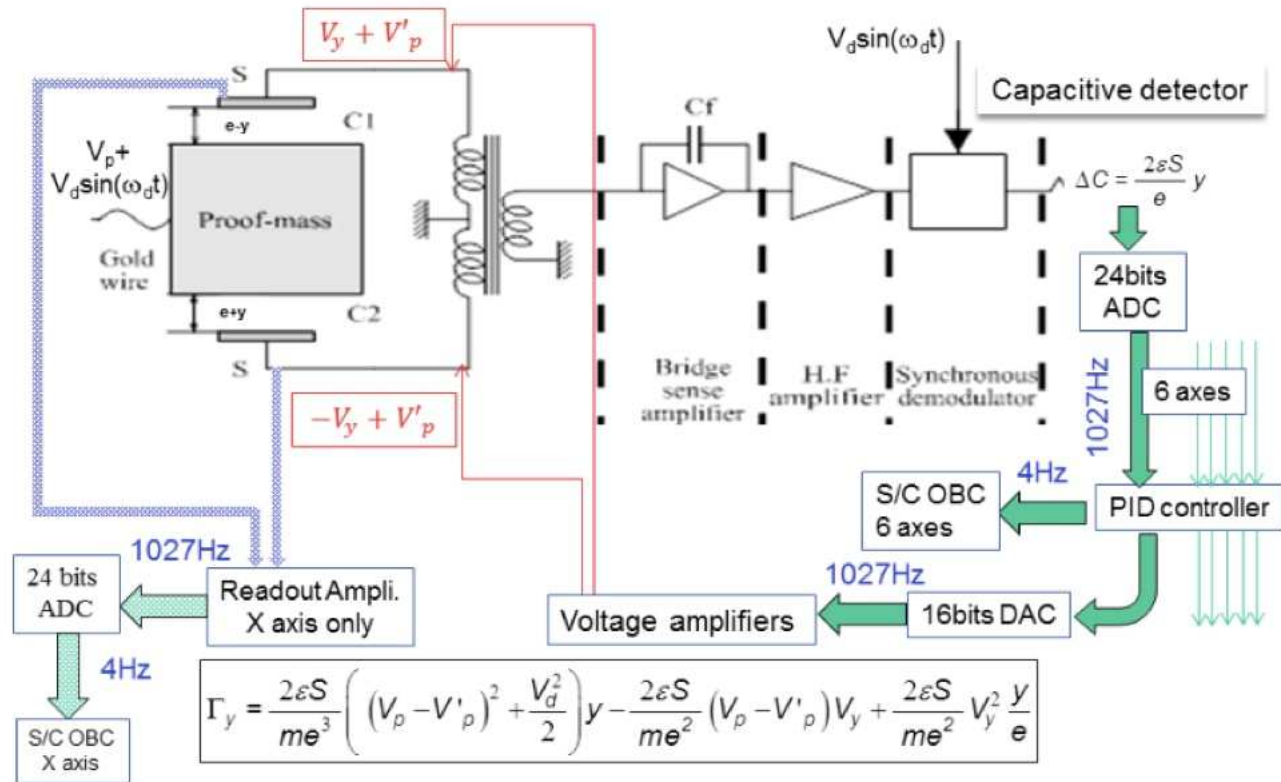 V_y + V'_p
V_d sin(ω_d t)
Capacitive detector
S
C1
e-y
Cf
V_p+
V_d sin(ω_d t)
Proof-mass
Gold
wire
ΔC = 2εS/e y
24bits
ADC
e+y
C2
S
Bridge
sense
amplifier
H.F
amplifier
Synchronous
demodulator
1027Hz
6 axes
-V_y + V'_p
4Hz
S/C OBC
6 axes
PID controller
1027Hz
24 bits
ADC
Readout Ampli.
X axis only
1027Hz
Voltage amplifiers
16bits DAC
4Hz
S/C OBC
X axis
Γ_y = 2εS/me³ ( (V_p − V'_p)² + V_d²/2 ) y − 2εS/me² (V_p − V'_p) V_y + 2εS/me² V_y² y/e